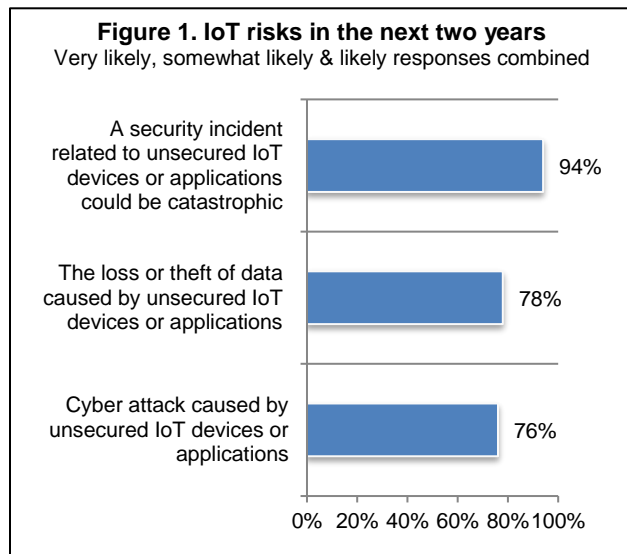 Figure 1. IoT risks in the next two years
Very likely, somewhat likely & likely responses combined
A security incident
related to unsecured IoT
devices or applications
could be catastrophic
94%
The loss or theft of data
caused by unsecured IoT
devices or applications
78%
Cyber attack caused by
unsecured IoT devices or
applications
76%
0% 20% 40% 60% 80% 100%